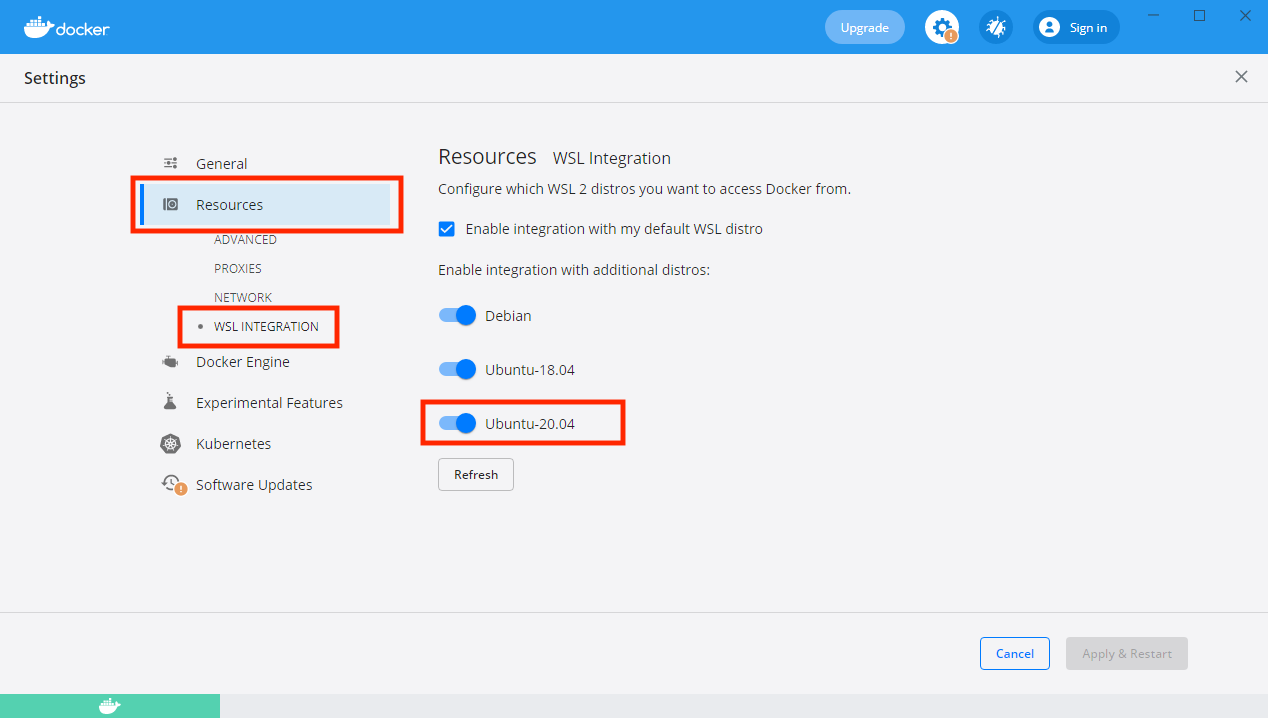 docker
Upgrade
Sign in
Settings
General
Resources
ADVANCED
PROXIES
NETWORK
WSL INTEGRATION
Docker Engine
Experimental Features
Kubernetes
Software Updates
Resources WSL Integration
Configure which WSL 2 distros you want to access Docker from.
Enable integration with my default WSL distro
Enable integration with additional distros:
Debian
Ubuntu-18.04
Ubuntu-20.04
Refresh
Cancel
Apply & Restart